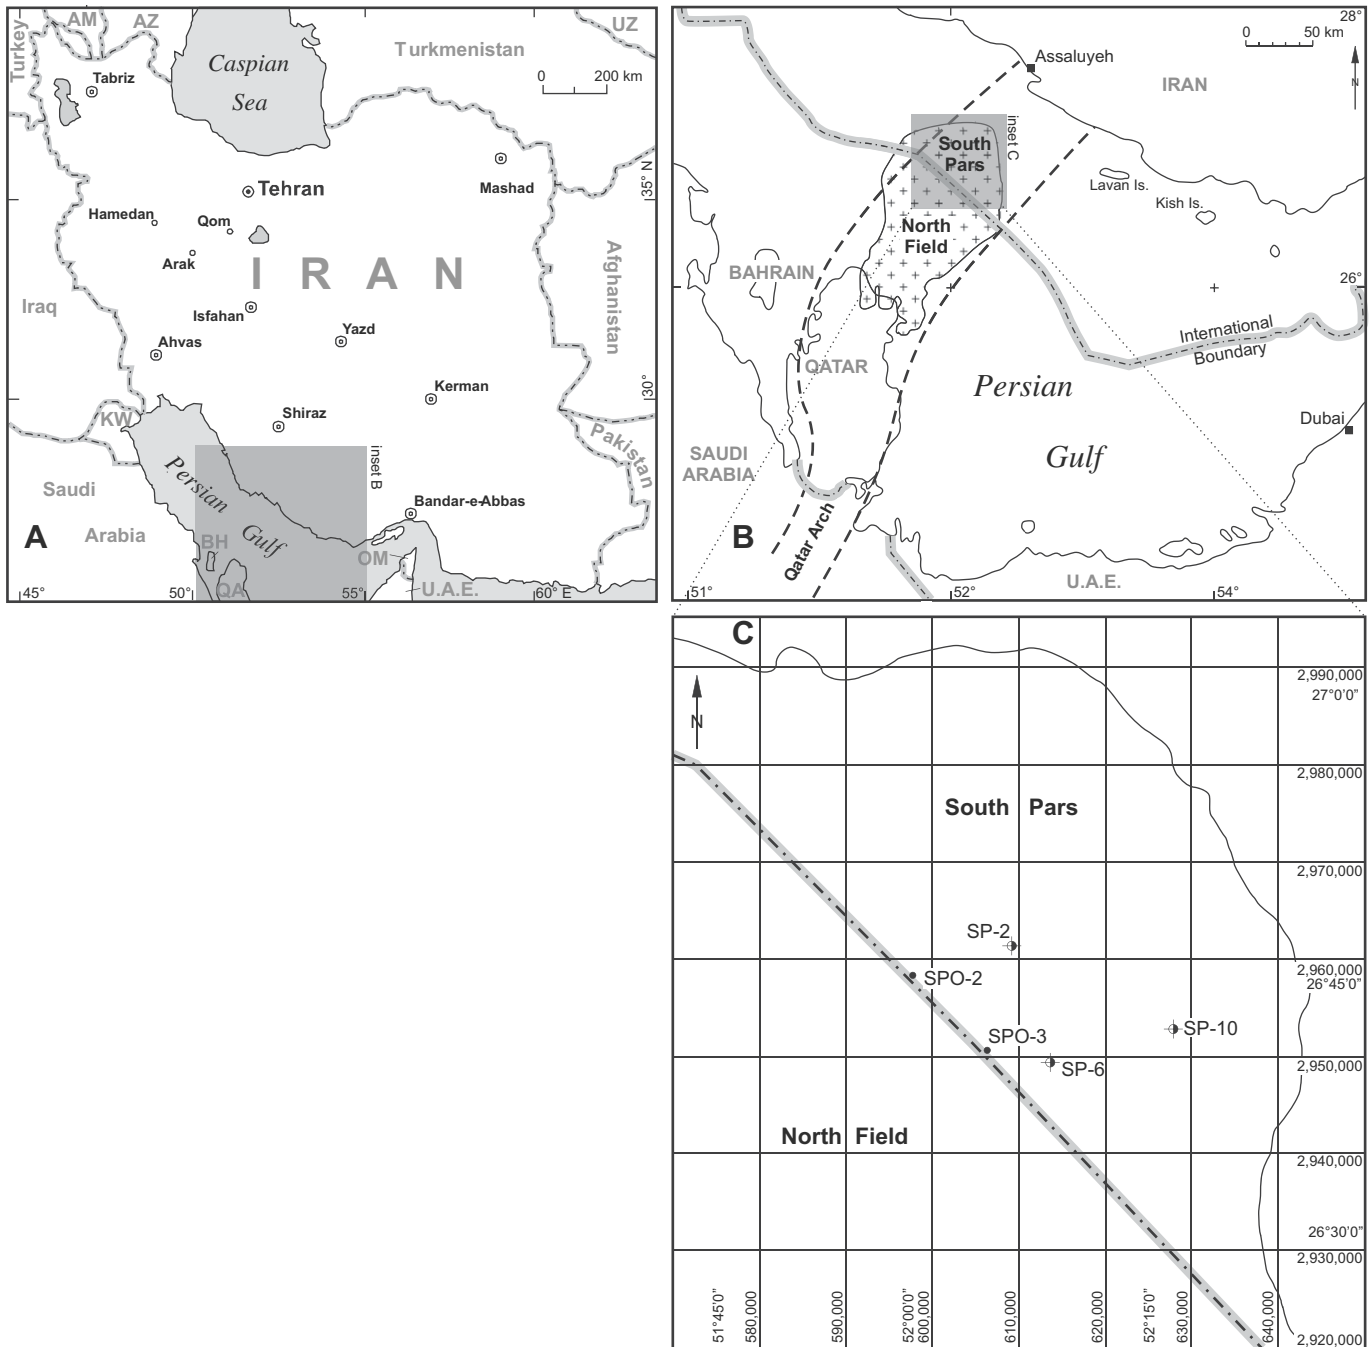 Turkey
AM
AZ
UZ
Turkmenistan
Tabriz
Caspian
Sea
0 200 km
Mashad
35° N
Tehran
Hamedan
Qom
Arak
IRAN
Afghanistan
Iraq
Isfahan
Yazd
Ahvas
Kerman
30°
KW
Shiraz
Pakistan
inset B
Saudi
Arabia
Persian
Gulf
Bandar-e-Abbas
A
BH
OM
QA
U.A.E.
45°
50°
55°
60° E
28°
0 50 km
N
Assaluyeh
IRAN
inset C
South
Pars
Lavan Is.
Kish Is.
North
Field
BAHRAIN
26°
International
Boundary
QATAR
Persian
Gulf
Dubai
SAUDI
ARABIA
B
Qatar Arch
U.A.E.
51°
52°
54°
C
2,990,000
27°0'0"
N
2,980,000
South Pars
2,970,000
SP-2
2,960,000
26°45'0"
SPO-2
SP-10
SPO-3
2,950,000
SP-6
North Field
2,940,000
26°30'0"
2,930,000
51°45'0"
580,000
590,000
52°00'0"
600,000
610,000
620,000
52°15'0"
630,000
640,000
2,920,000